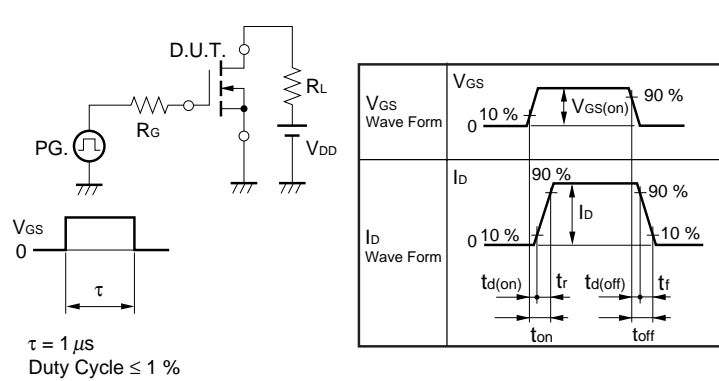 D.U.T.
RG
RL
VDD
PG.
VGS
0
τ
τ = 1 μs
Duty Cycle ≤ 1 %
VGS
Wave Form
VGS
10 %
0
VGS(on)
90 %
ID
Wave Form
ID
90 %
10 %
0
ID
90 %
10 %
td(on)
tr
td(off)
tf
ton
toff